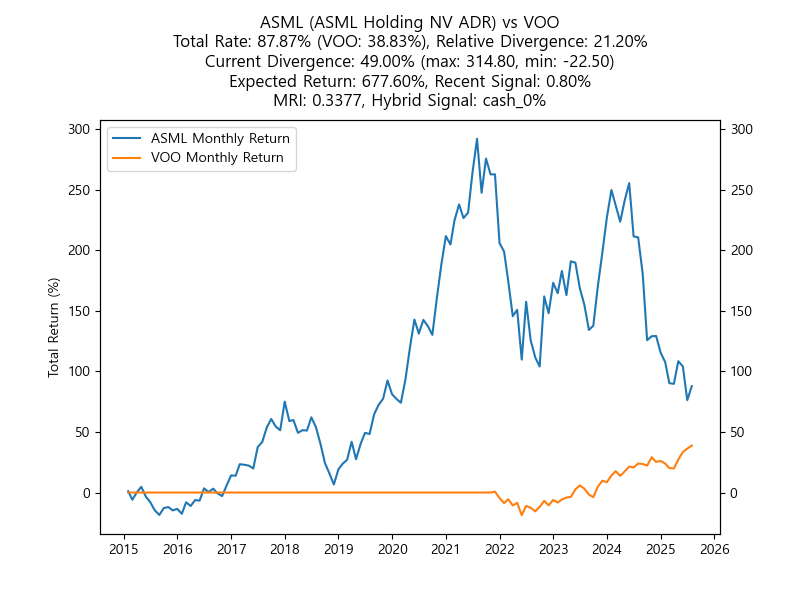 ASML (ASML Holding NV ADR) vs VOO
Total Rate: 87.87% (VOO: 38.83%), Relative Divergence: 21.20%
Current Divergence: 49.00% (max: 314.80, min: -22.50)
Expected Return: 677.60%, Recent Signal: 0.80%
MRI: 0.3377, Hybrid Signal: cash_0%
ASML Monthly Return
VOO Monthly Return
Total Return (%)
300
250
200
150
100
50
0
300
250
200
150
100
50
0
2015 2016 2017 2018 2019 2020 2021 2022 2023 2024 2025 2026